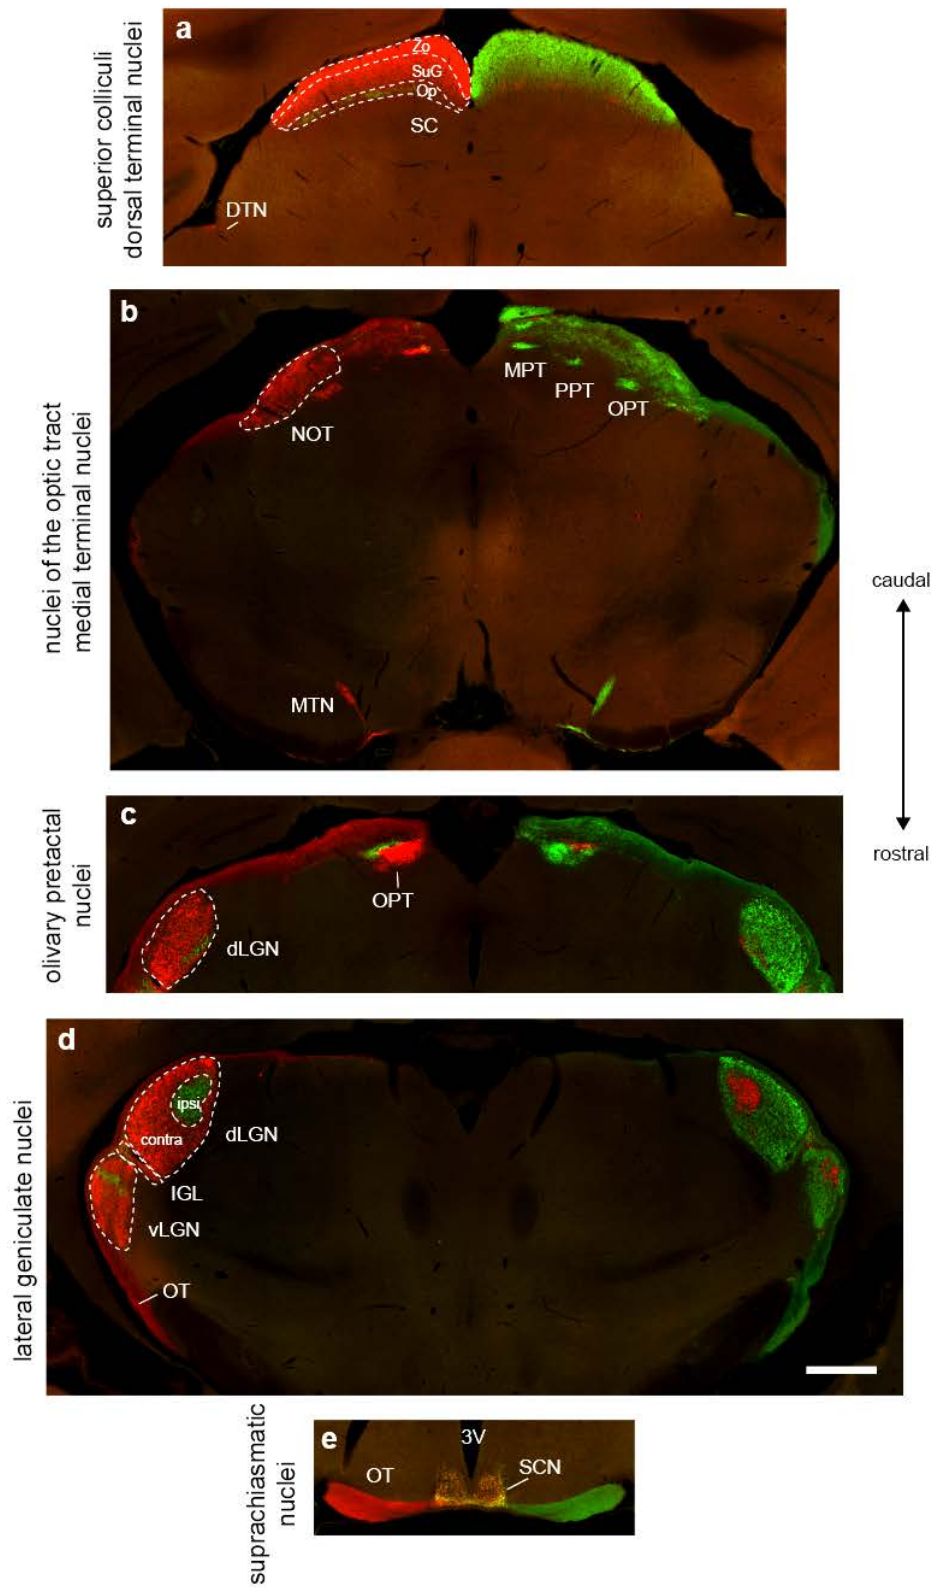 superior colliculi
dorsal terminal nuclei
a
Zo
SuG
Op
SC
DTN
nuclei of the optic tract
medial terminal nuclei
b
MPT
PPT
OPT
NOT
MTN
caudal
rostral
olivary pretactal
nuclei
c
OPT
dLGN
lateral geniculate nuclei
d
ipsi
contra
dLGN
IGL
vLGN
OT
suprachiasmatic
nuclei
e
3V
OT
SCN